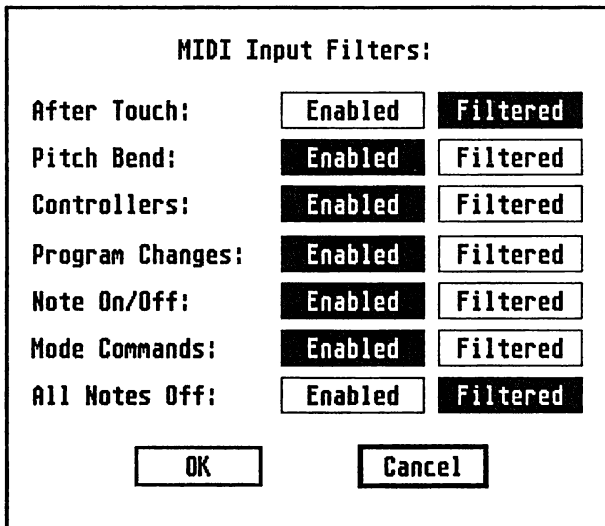 MIDI Input Filters:
After Touch: Enabled Filtered
Pitch Bend: Enabled Filtered
Controllers: Enabled Filtered
Program Changes: Enabled Filtered
Note On/Off: Enabled Filtered
Mode Commands: Enabled Filtered
All Notes Off: Enabled Filtered
OK Cancel